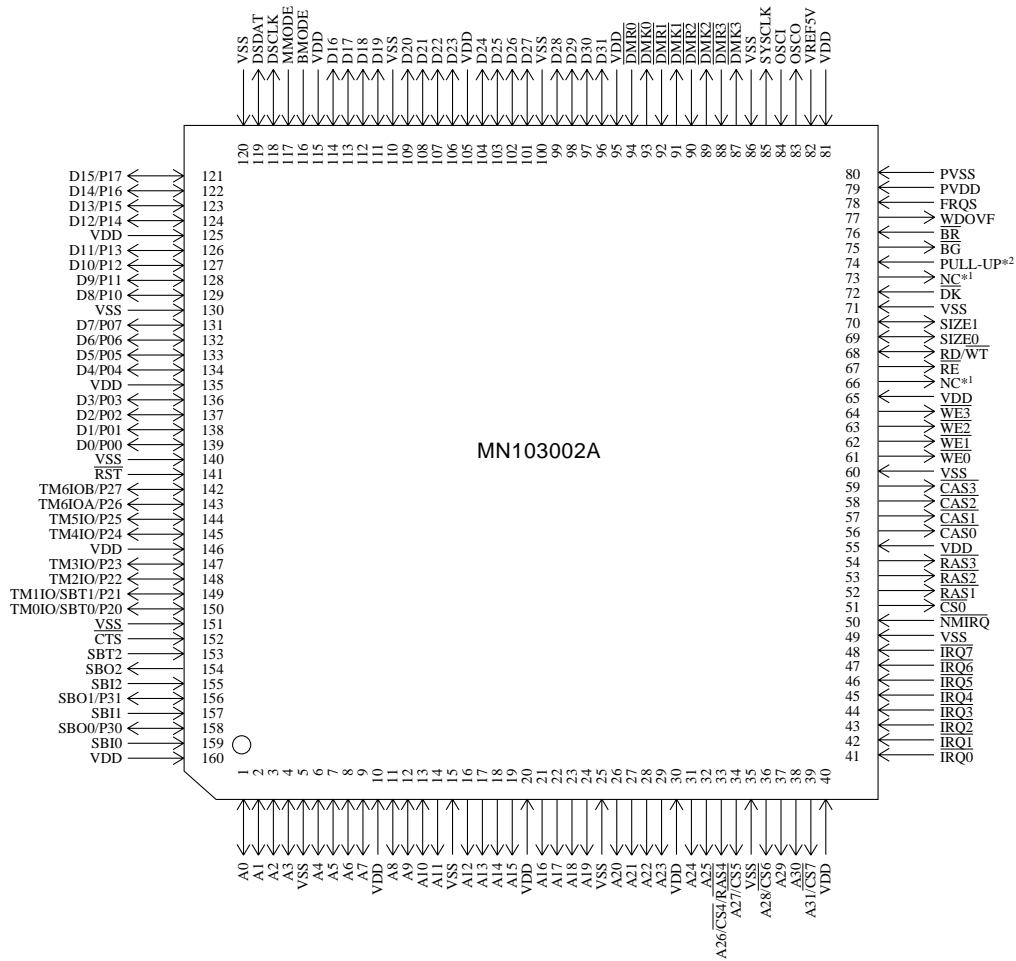 VSS DSDAT DSCLK MMODE BMODE VDD D16 D17 D18 D19 VSS D20 D21 D22 D23 VDD D24 D25 D26 D27 VSS D28 D29 D30 D31 VDD DMR0 DMK0 DMR1 DMK1 DMR2 DMK2 DMR3 DMK3 VSS SYSCLK OSCI OSCO VREF5V VDD
120 119 118 117 116 115 114 113 112 111 110 109 108 107 106 105 104 103 102 101 100 99 98 97 96 95 94 93 92 91 90 89 88 87 86 85 84 83 82 81
D15/P17 121
D14/P16 122
D13/P15 123
D12/P14 124
VDD 125
D11/P13 126
D10/P12 127
D9/P11 128
D8/P10 129
VSS 130
D7/P07 131
D6/P06 132
D5/P05 133
D4/P04 134
VDD 135
D3/P03 136
D2/P02 137
D1/P01 138
D0/P00 139
VSS 140
RST 141
TM6IOB/P27 142
TM6IOA/P26 143
TM5IO/P25 144
TM4IO/P24 145
VDD 146
TM3IO/P23 147
TM2IO/P22 148
TM1IO/SBT1/P21 149
TM0IO/SBT0/P20 150
VSS 151
CTS 152
SBT2 153
SBO2 154
SBI2 155
SBO1/P31 156
SBI1 157
SBO0/P30 158
SBI0 159
VDD 160
MN103002A
80 PVSS
79 PVDD
78 FRQS
77 WDOVF
76 BR
75 BG
74 PULL-UP*2
73 NC*1
72 DK
71 VSS
70 SIZE1
69 SIZE0
68 RD/WT
67 RE
66 NC*1
65 VDD
64 WE3
63 WE2
62 WE1
61 WE0
60 VSS
59 CAS3
58 CAS2
57 CAS1
56 CAS0
55 VDD
54 RAS3
53 RAS2
52 RAS1
51 CS0
50 NMIRQ
49 VSS
48 IRQ7
47 IRQ6
46 IRQ5
45 IRQ4
44 IRQ3
43 IRQ2
42 IRQ1
41 IRQ0
1 2 3 4 5 6 7 8 9 10 11 12 13 14 15 16 17 18 19 20 21 22 23 24 25 26 27 28 29 30 31 32 33 34 35 36 37 38 39 40
A0 A1 A2 A3 VSS A4 A5 A6 A7 VDD A8 A9 A10 A11 VSS A12 A13 A14 A15 VDD A16 A17 A18 A19 VSS A20 A21 A22 A23 VDD A24 A25 A26/CS4/RAS4 A27/CS5 VSS A28/CS6 A29 A30 A31/CS7 VDD